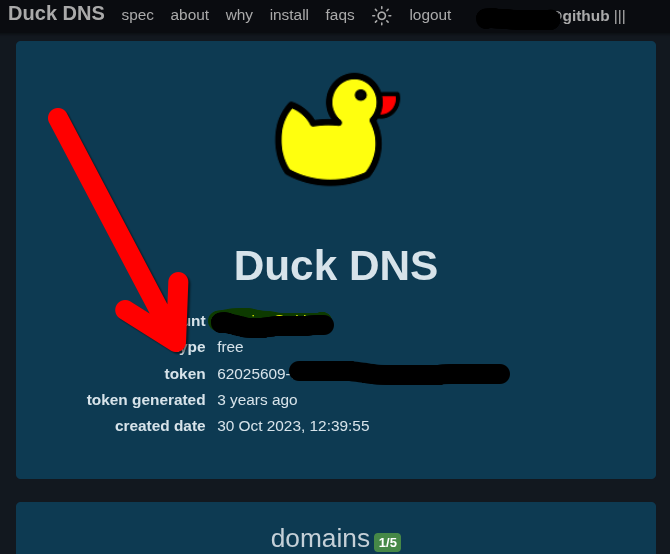 Duck DNS spec about why install faqs logout github |||
Duck DNS
type free
token 62025609-
token generated 3 years ago
created date 30 Oct 2023, 12:39:55
domains 1/5